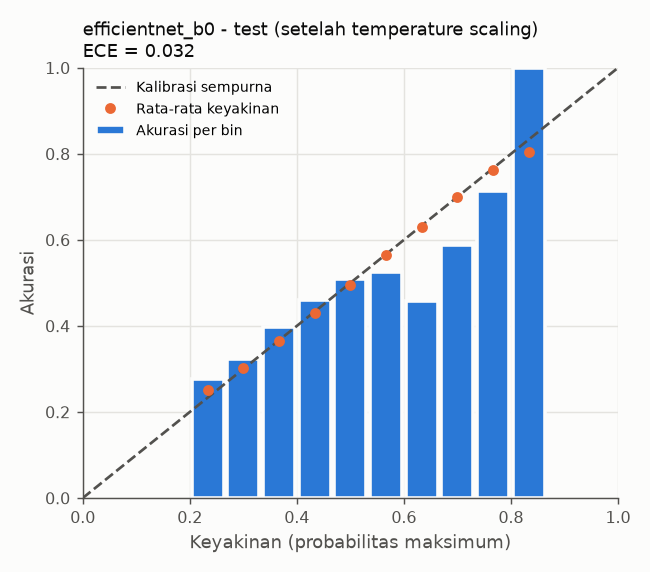 efficientnet_b0 - test (setelah temperature scaling)
ECE = 0.032
Kalibrasi sempurna
Rata-rata keyakinan
Akurasi per bin
Akurasi
1.0
0.8
0.6
0.4
0.2
0.0
0.0 0.2 0.4 0.6 0.8 1.0
Keyakinan (probabilitas maksimum)